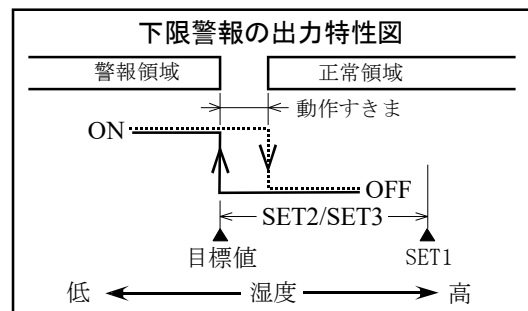 下限警報の出力特性図
警報領域
正常領域
動作すきま
ON
OFF
SET2/SET3
目標値
SET1
低
湿度
高